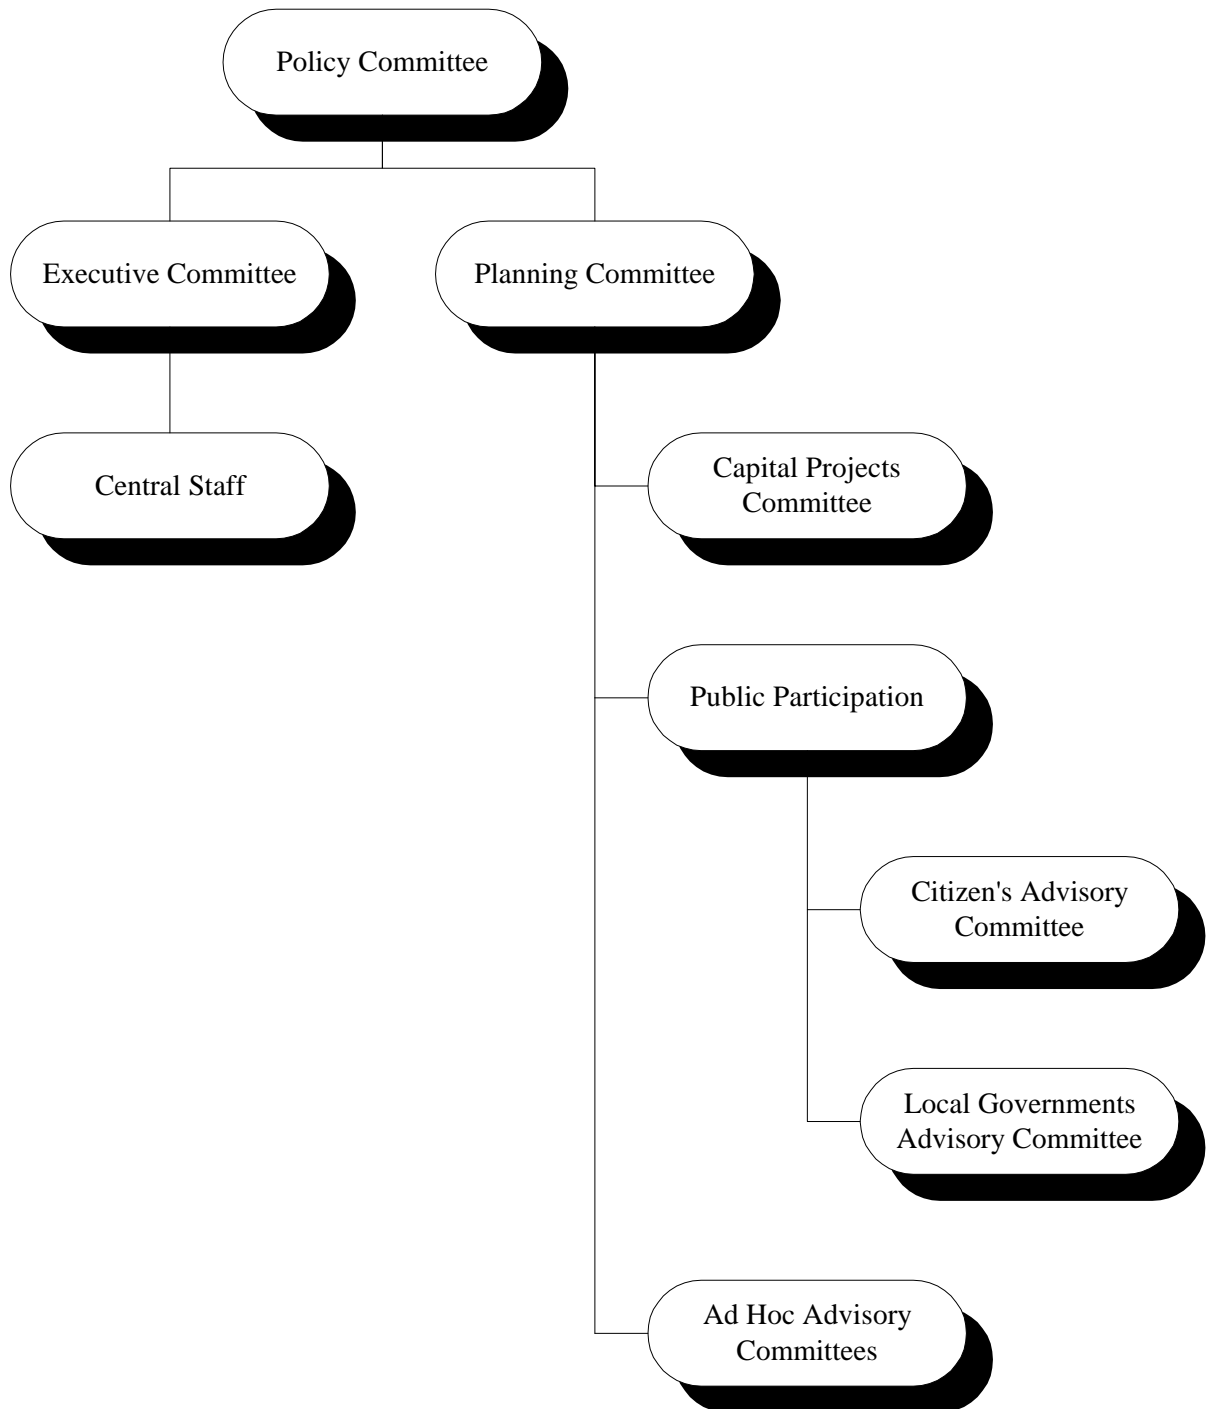 Policy Committee
Executive Committee
Planning Committee
Central Staff
Capital Projects
Committee
Public Participation
Citizen's Advisory
Committee
Local Governments
Advisory Committee
Ad Hoc Advisory
Committees